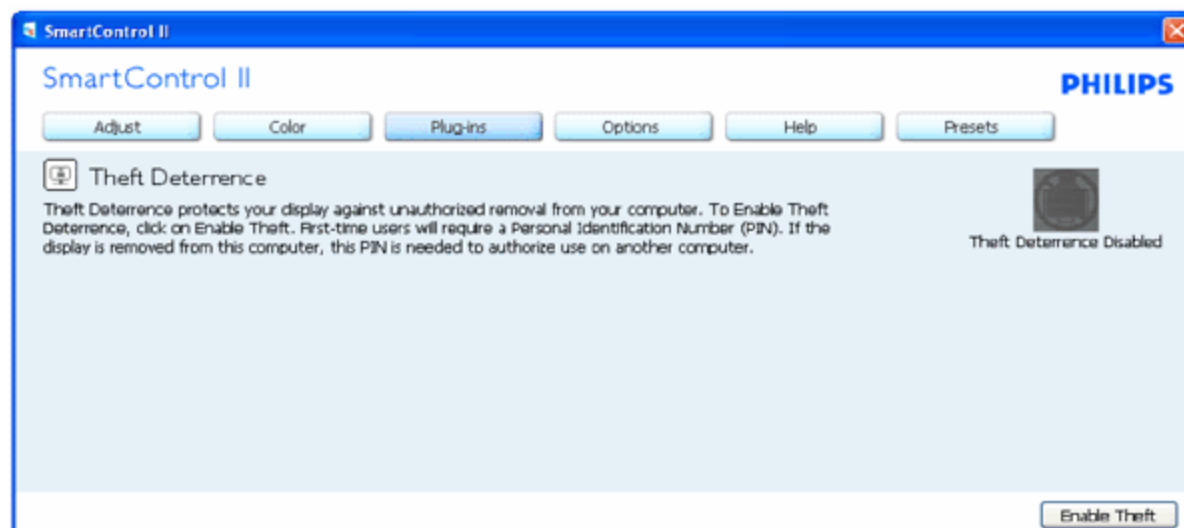 SmartControl II
SmartControl II
PHILIPS
Adjust Color Plug-ins Options Help Presets
Theft Deterrence
Theft Deterrence protects your display against unauthorized removal from your computer. To Enable Theft
Deterrence, click on Enable Theft. First-time users will require a Personal Identification Number (PIN). If the
display is removed from this computer, this PIN is needed to authorize use on another computer.
Theft Deterrence Disabled
Enable Theft